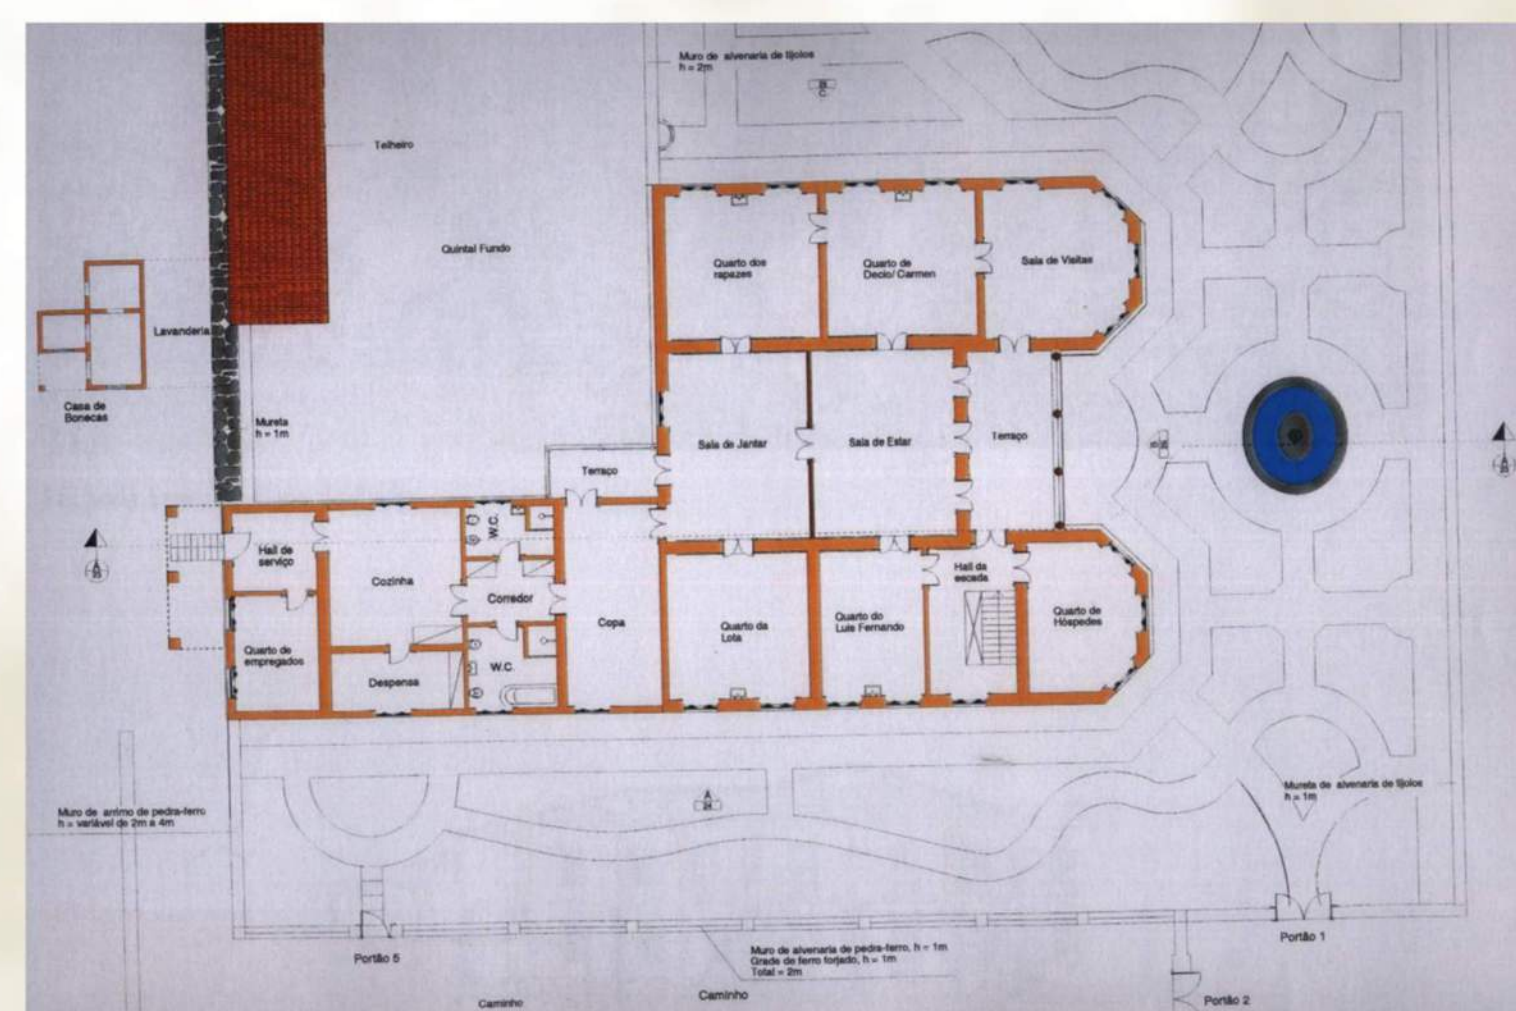 Muro de alvenaria de tijolos
h = 2m
Telheiro
Quintal Fundo
Quarto dos
rapazes
Quarto de
Decio/ Carmen
Sala de Visitas
Lavanderia
Casa de
Bonecas
Mureta
h = 1m
Sala de Jantar
Sala de Estar
Terraço
Terraço
Hall de
serviço
W.C.
Cozinha
Corredor
Copa
Hall da
escada
Quarto da
Lota
Quarto do
Luis Fernando
Quarto de
Hóspedes
Quarto de
empregados
Despensa
W.C.
Mureta de alvenaria de tijolos
h = 1m
A
24
Muro de arrimo de pedra-ferro
h = variável de 2m a 4m
Portão 5
Muro de alvenaria de pedra-ferro, h = 1m
Grade de ferro forjado, h = 1m
Total = 2m
Portão 1
Caminho
Caminho
Portão 2